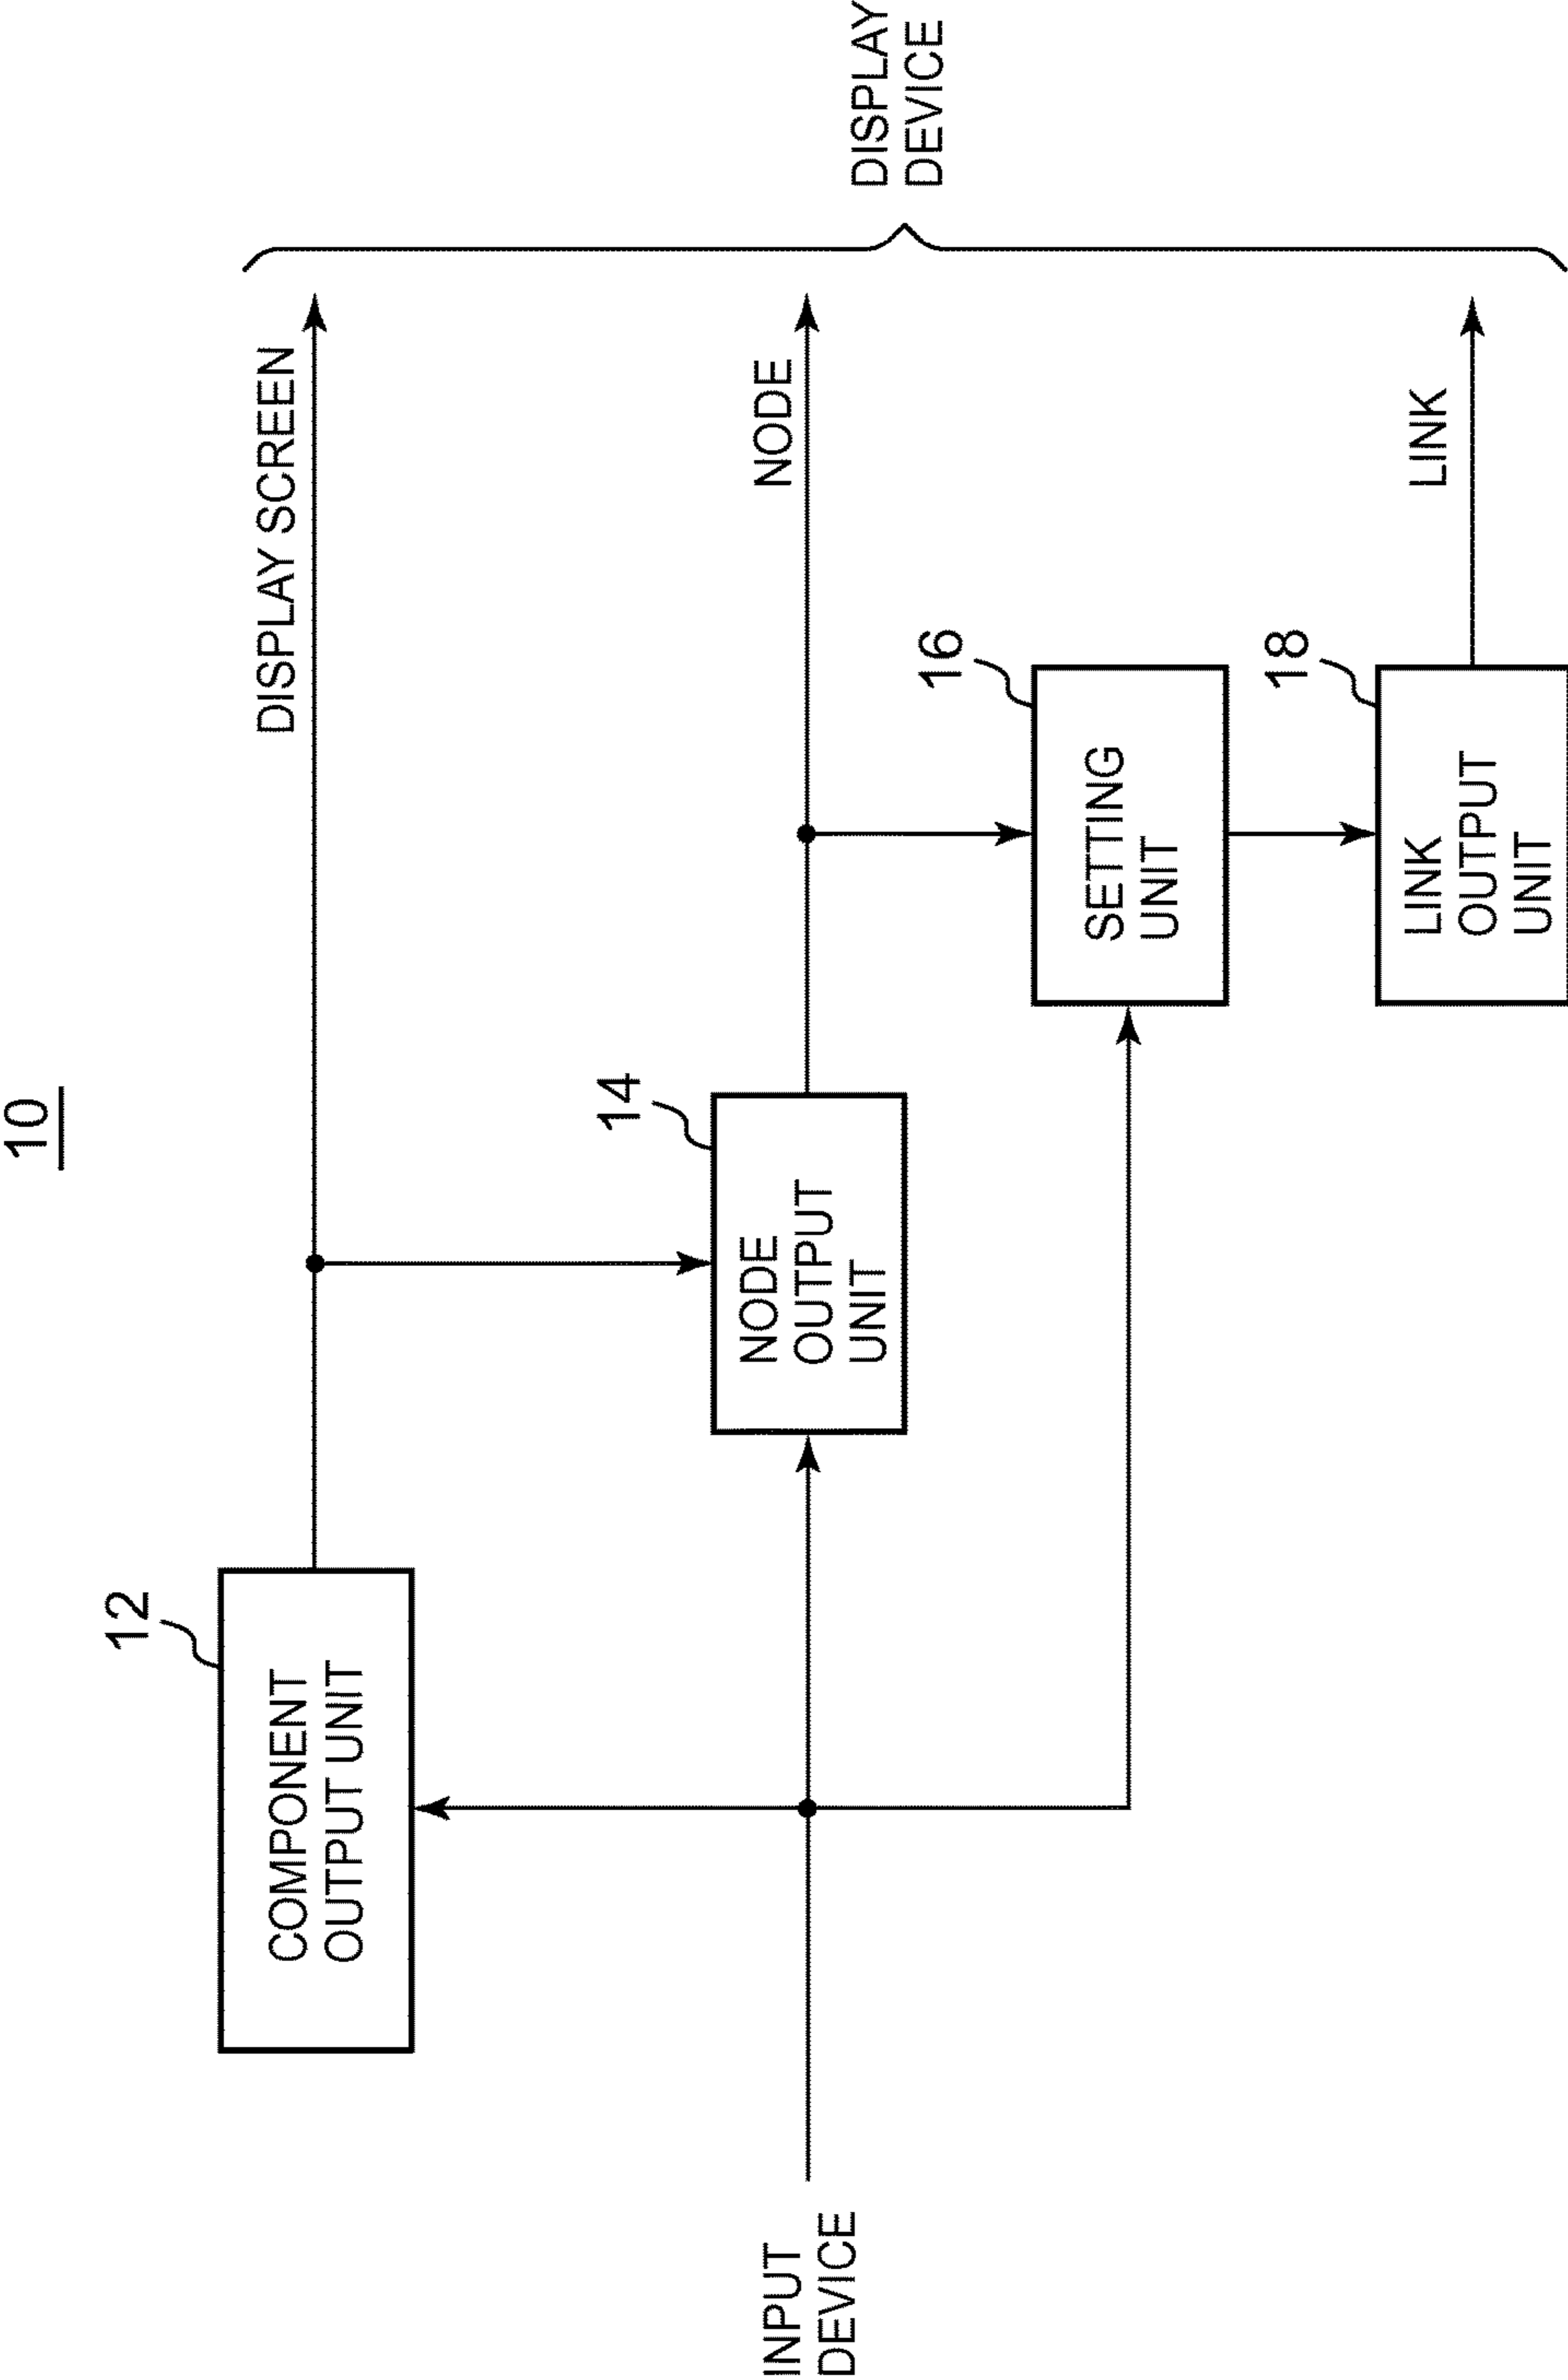 10
12
COMPONENT
OUTPUT UNIT
DISPLAY SCREEN
14
NODE
OUTPUT
UNIT
NODE
INPUT
DEVICE
DISPLAY
DEVICE
16
SETTING
UNIT
18
LINK
OUTPUT
UNIT
LINK